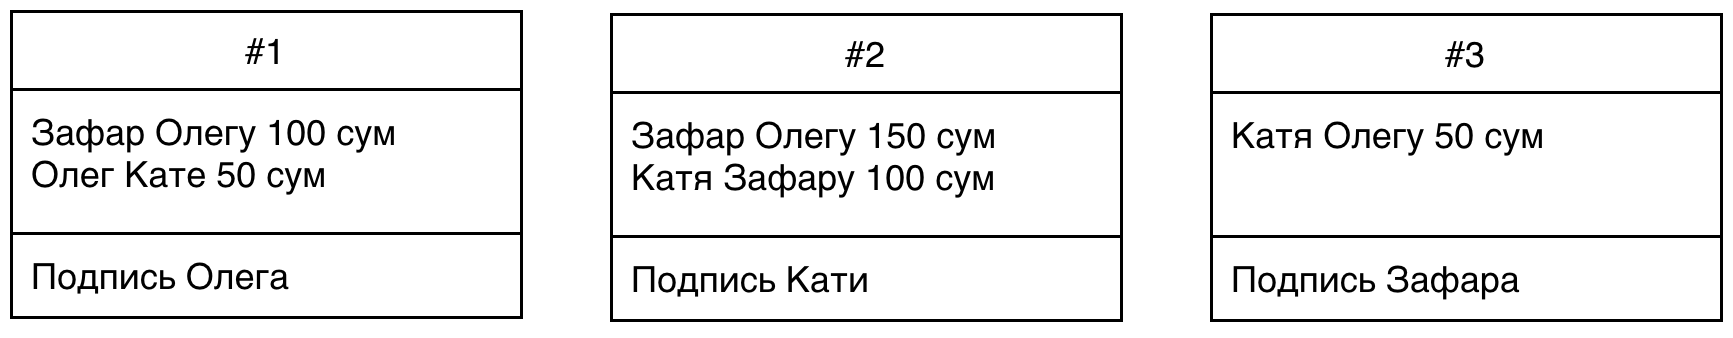 #1
Зафар Олегу 100 сум
Олег Кате 50 сум
Подпись Олега
#2
Зафар Олегу 150 сум
Катя Зафару 100 сум
Подпись Кати
#3
Катя Олегу 50 сум
Подпись Зафара